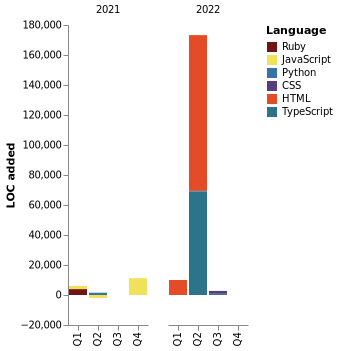 2021
2022
LOC added
180,000
160,000
140,000
120,000
100,000
80,000
60,000
40,000
20,000
0
−20,000
Q1
Q2
Q3
Q4
Q1
Q2
Q3
Q4
Language
Ruby
JavaScript
Python
CSS
HTML
TypeScript